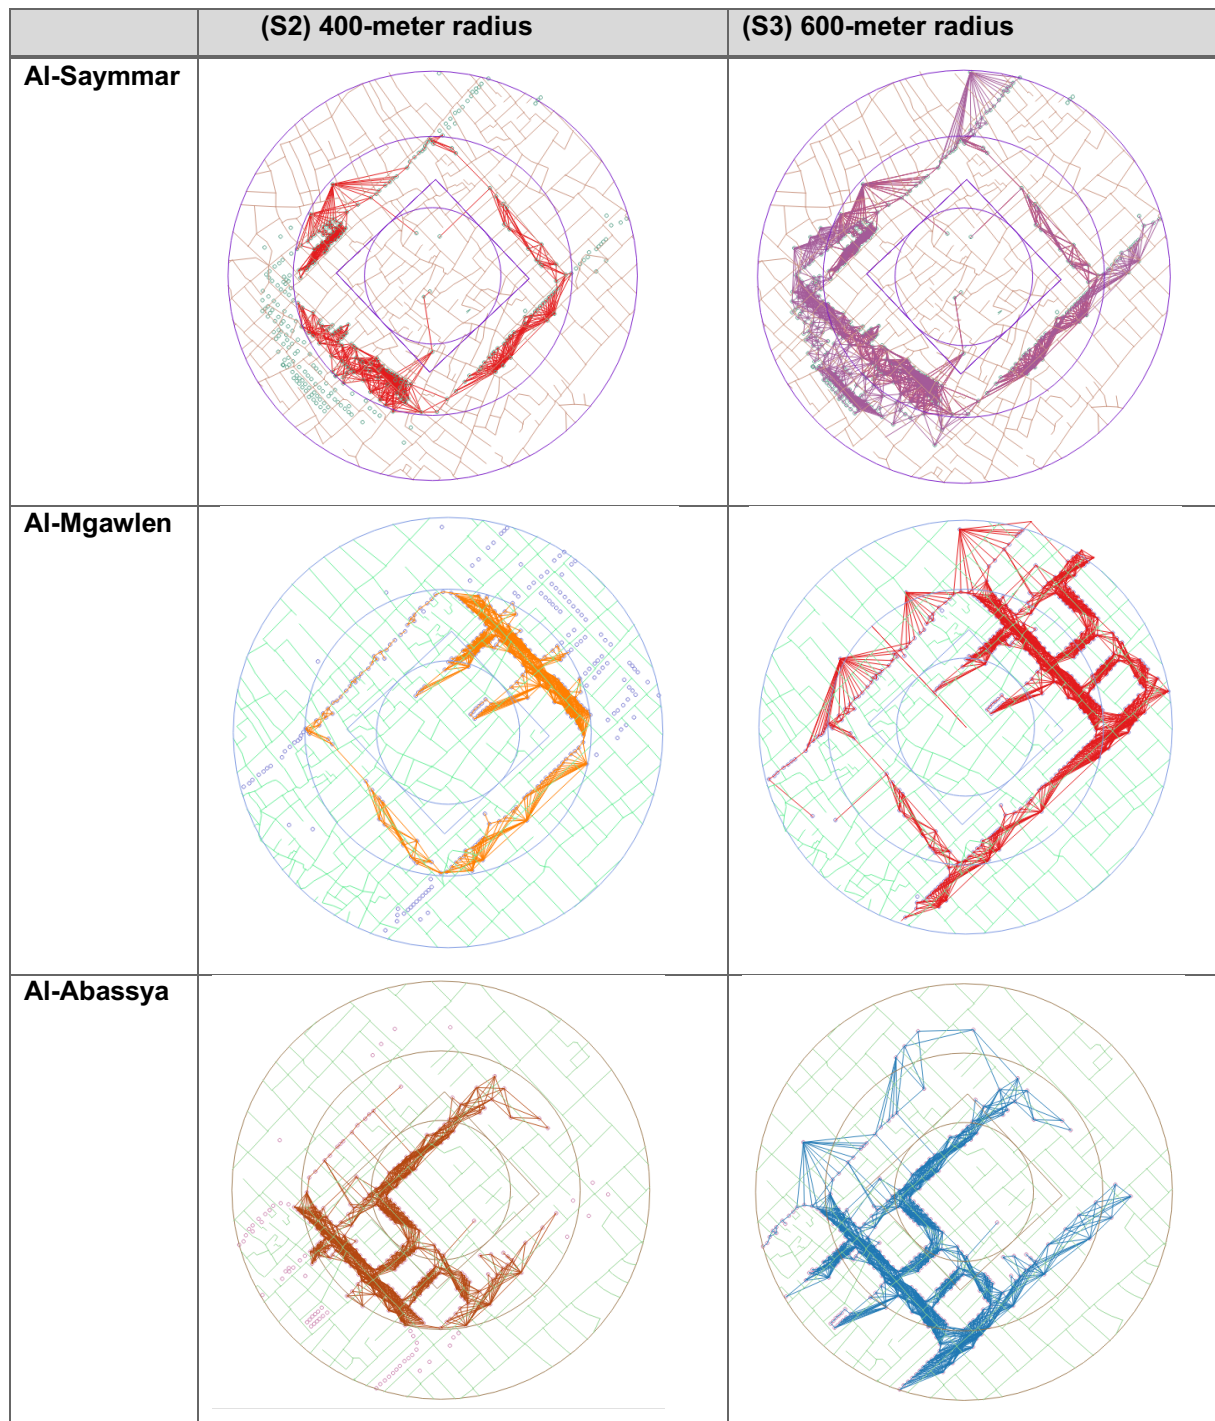 (S2) 400-meter radius
(S3) 600-meter radius
Al-Saymmar
Al-Mgawlen
Al-Abassya